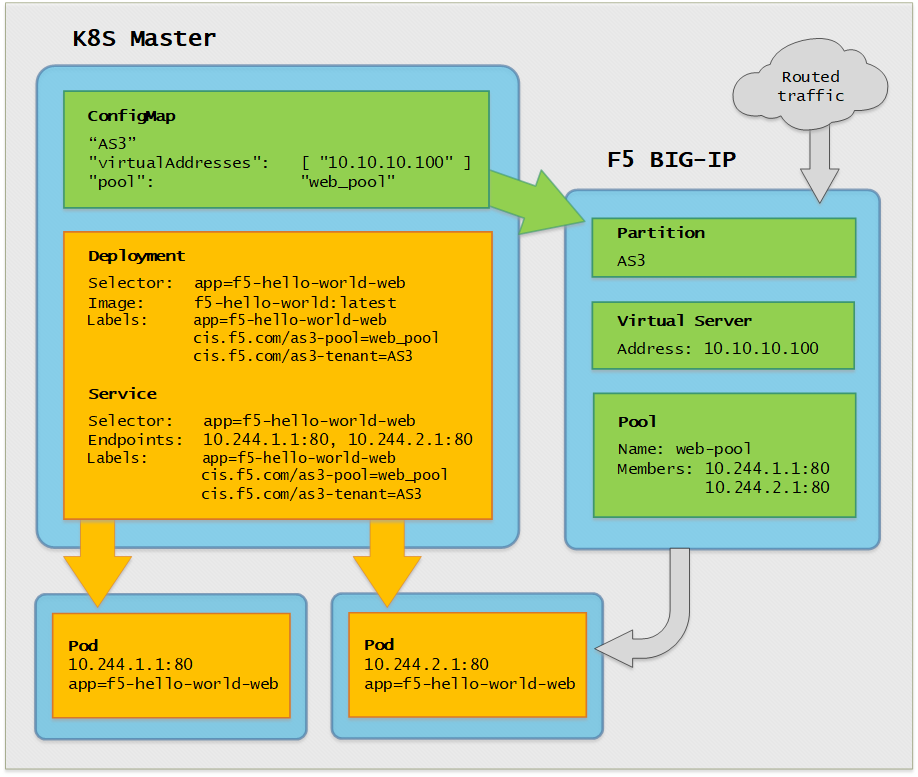 K8S Master
ConfigMap
“AS3”
"virtualAddresses": [ "10.10.10.100" ]
"pool": "web_pool"
Deployment
Selector: app=f5-hello-world-web
Image: f5-hello-world:latest
Labels: app=f5-hello-world-web
cis.f5.com/as3-pool=web_pool
cis.f5.com/as3-tenant=AS3
Service
Selector: app=f5-hello-world-web
Endpoints: 10.244.1.1:80, 10.244.2.1:80
Labels: app=f5-hello-world-web
cis.f5.com/as3-pool=web_pool
cis.f5.com/as3-tenant=AS3
Routed
traffic
F5 BIG-IP
Partition
AS3
Virtual Server
Address: 10.10.10.100
Pool
Name: web-pool
Members: 10.244.1.1:80
10.244.2.1:80
Pod
10.244.1.1:80
app=f5-hello-world-web
Pod
10.244.2.1:80
app=f5-hello-world-web